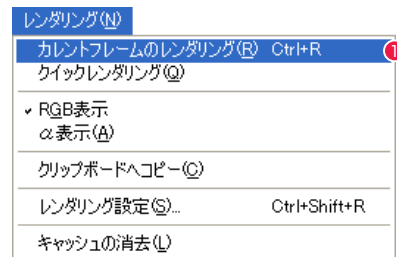 レンダリング(N)
カレントフレームのレンダリング(R) Ctrl+R 1
クイックレンダリング(Q)
✓ RGB表示
α表示(A)
クリップボードへコピー(C)
レンダリング設定(S)... Ctrl+Shift+R
キャッシュの消去(L)